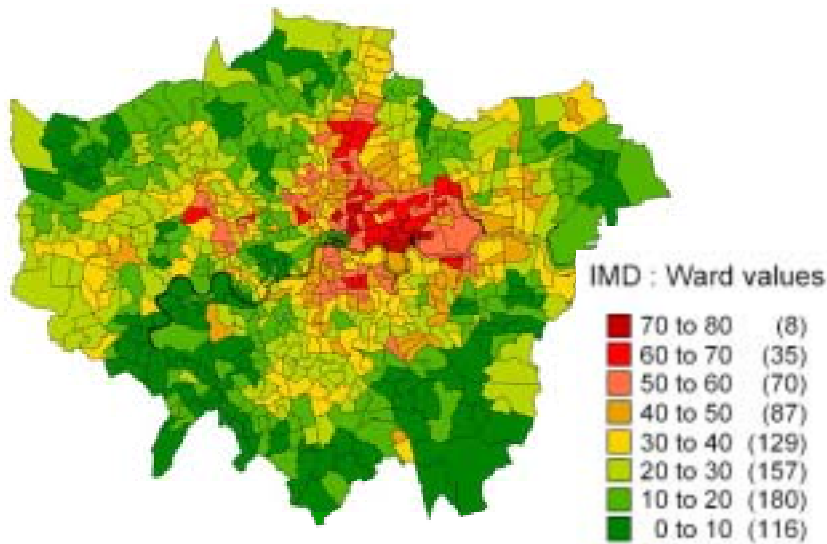 IMD : Ward values
70 to 80 (8)
60 to 70 (35)
50 to 60 (70)
40 to 50 (87)
30 to 40 (129)
20 to 30 (157)
10 to 20 (180)
0 to 10 (116)